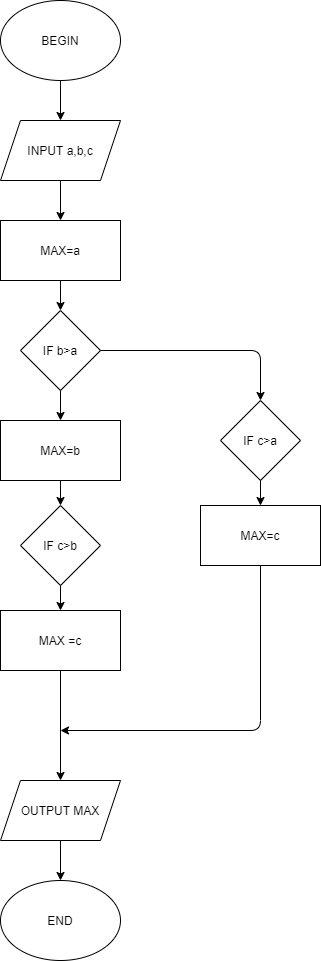 BEGIN
INPUT a,b,c
MAX=a
IF b>a
MAX=b
IF c>a
IF c>b
MAX=c
MAX =c
OUTPUT MAX
END